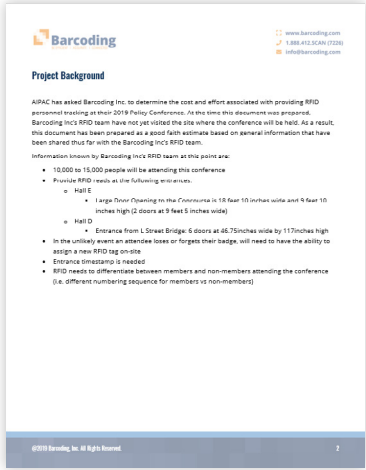 Barcoding
www.barcoding.com
1.888.412.SCAN (7226)
info@barcoding.com
Project Background
AIPAC has asked Barcoding Inc. to determine the cost and effort associated with providing RFID
personnel tracking at their 2019 Policy Conference. At the time this document was prepared,
Barcoding Inc's RFID team have not yet visited the site where the conference will be held. As a result,
this document has been prepared as a good faith estimate based on general information that have
been shared thus far with the Barcoding Inc's RFID team.
Information known by Barcoding Inc's RFID team at this point are:
• 10,000 to 15,000 people will be attending this conference
• Provide RFID reads at the following entrances:
o Hall E
▪ Large Door Opening to the Concourse is 18 feet 10 inches wide and 9 feet 10
inches high (2 doors at 9 feet 5 inches wide)
o Hall D
▪ Entrance from L Street Bridge: 6 doors at 46.75inches wide by 117inches high
• In the unlikely event an attendee loses or forgets their badge, will need to have the ability to
assign a new RFID tag on-site
• Entrance timestamp is needed
• RFID needs to differentiate between members and non-members attending the conference
(i.e. different numbering sequence for members vs non-members)
@2019 Barcoding, Inc. All Rights Reserved.
2